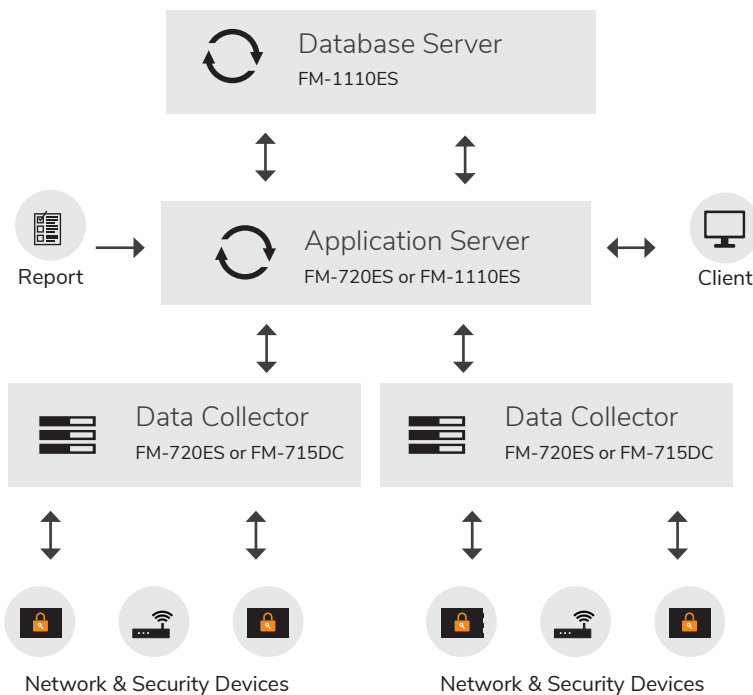 Database Server
FM-1110ES
Report
Application Server
FM-720ES or FM-1110ES
Client
Data Collector
FM-720ES or FM-715DC
Data Collector
FM-720ES or FM-715DC
Network & Security Devices
Network & Security Devices